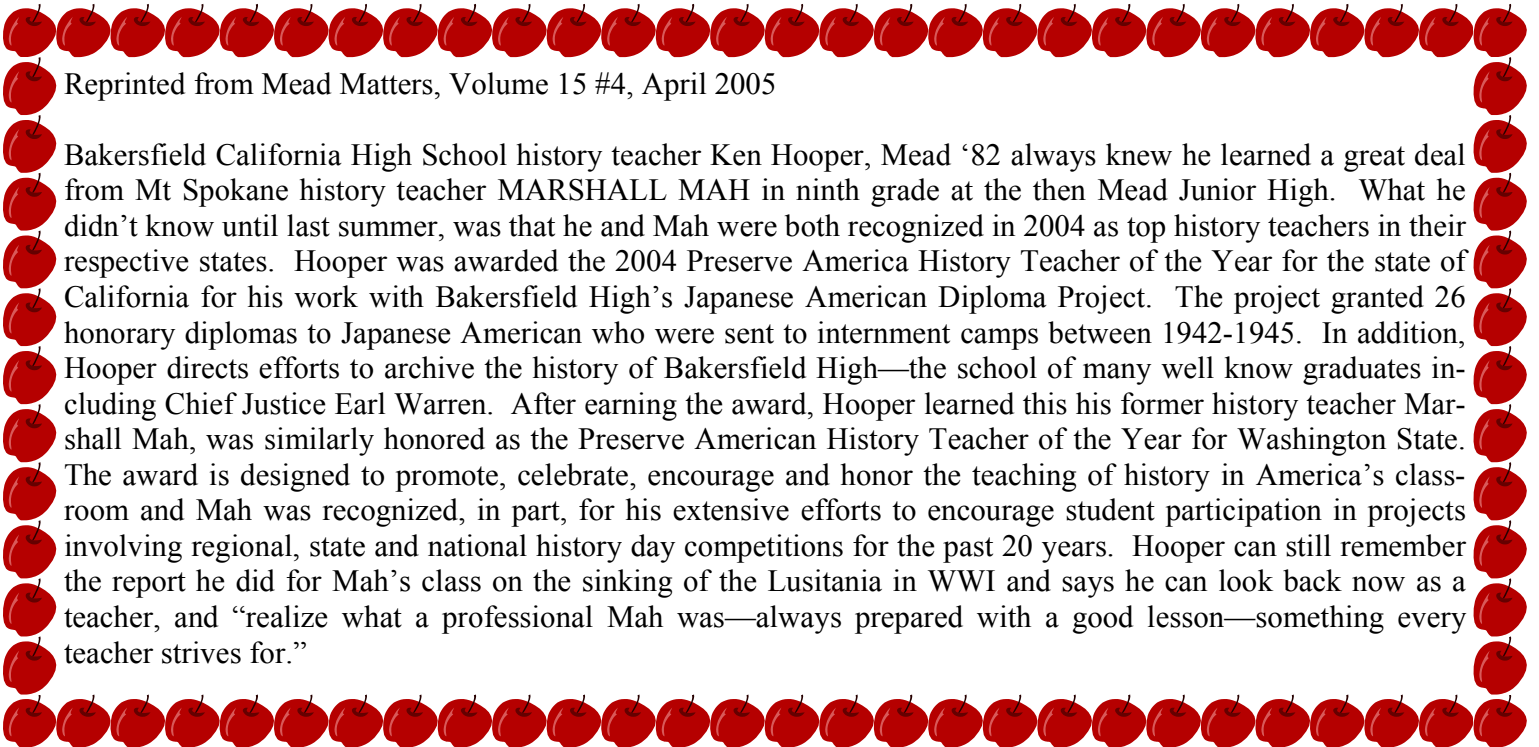 Reprinted from Mead Matters, Volume 15 #4, April 2005
Bakersfield California High School history teacher Ken Hooper, Mead ‘82 always knew he learned a great deal
from Mt Spokane history teacher MARSHALL MAH in ninth grade at the then Mead Junior High.  What he
didn’t know until last summer, was that he and Mah were both recognized in 2004 as top history teachers in their
respective states.  Hooper was awarded the 2004 Preserve America History Teacher of the Year for the state of
California for his work with Bakersfield High’s Japanese American Diploma Project.  The project granted 26
honorary diplomas to Japanese American who were sent to internment camps between 1942-1945.  In addition,
Hooper directs efforts to archive the history of Bakersfield High—the school of many well know graduates in-
cluding Chief Justice Earl Warren.  After earning the award, Hooper learned this his former history teacher Mar-
shall Mah, was similarly honored as the Preserve American History Teacher of the Year for Washington State.
The award is designed to promote, celebrate, encourage and honor the teaching of history in America’s class-
room and Mah was recognized, in part, for his extensive efforts to encourage student participation in projects
involving regional, state and national history day competitions for the past 20 years.  Hooper can still remember
the report he did for Mah’s class on the sinking of the Lusitania in WWI and says he can look back now as a
teacher, and “realize what a professional Mah was—always prepared with a good lesson—something every
teacher strives for.”